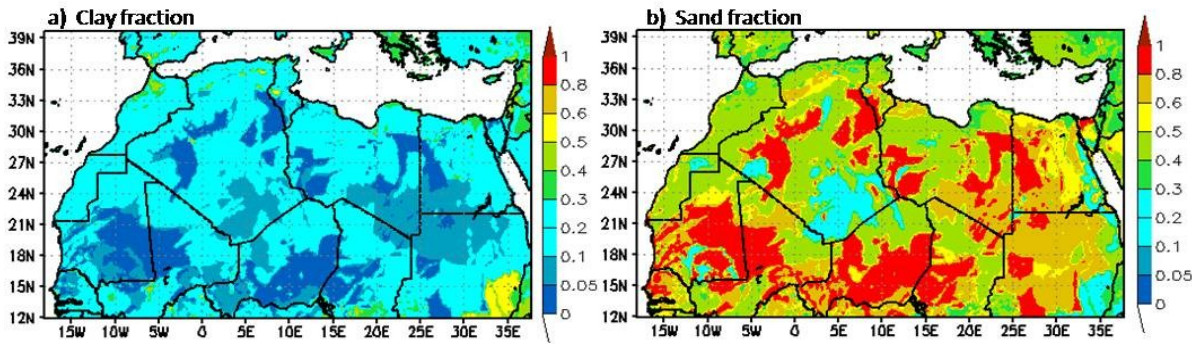 a) Clay fraction
39N
36N
33N
30N
27N
24N
21N
18N
15N
12N
15W 10W 5W 0 5E 10E 15E 20E 25E 30E 35E
1
0.8
0.6
0.5
0.4
0.3
0.2
0.1
0.05
0
b) Sand fraction
39N
36N
33N
30N
27N
24N
21N
18N
15N
12N
15W 10W 5W 0 5E 10E 15E 20E 25E 30E 35E
1
0.8
0.6
0.5
0.4
0.3
0.2
0.1
0.05
0